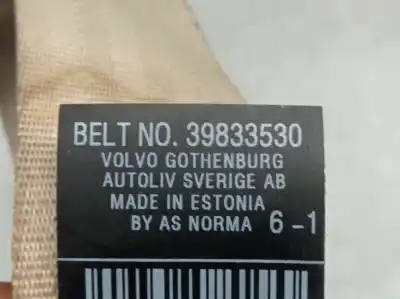 BELT NO. 39833530
VOLVO GOTHENBURG
AUTOLIV SVERIGE AB
MADE IN ESTONIA
BY AS NORMA 6-1